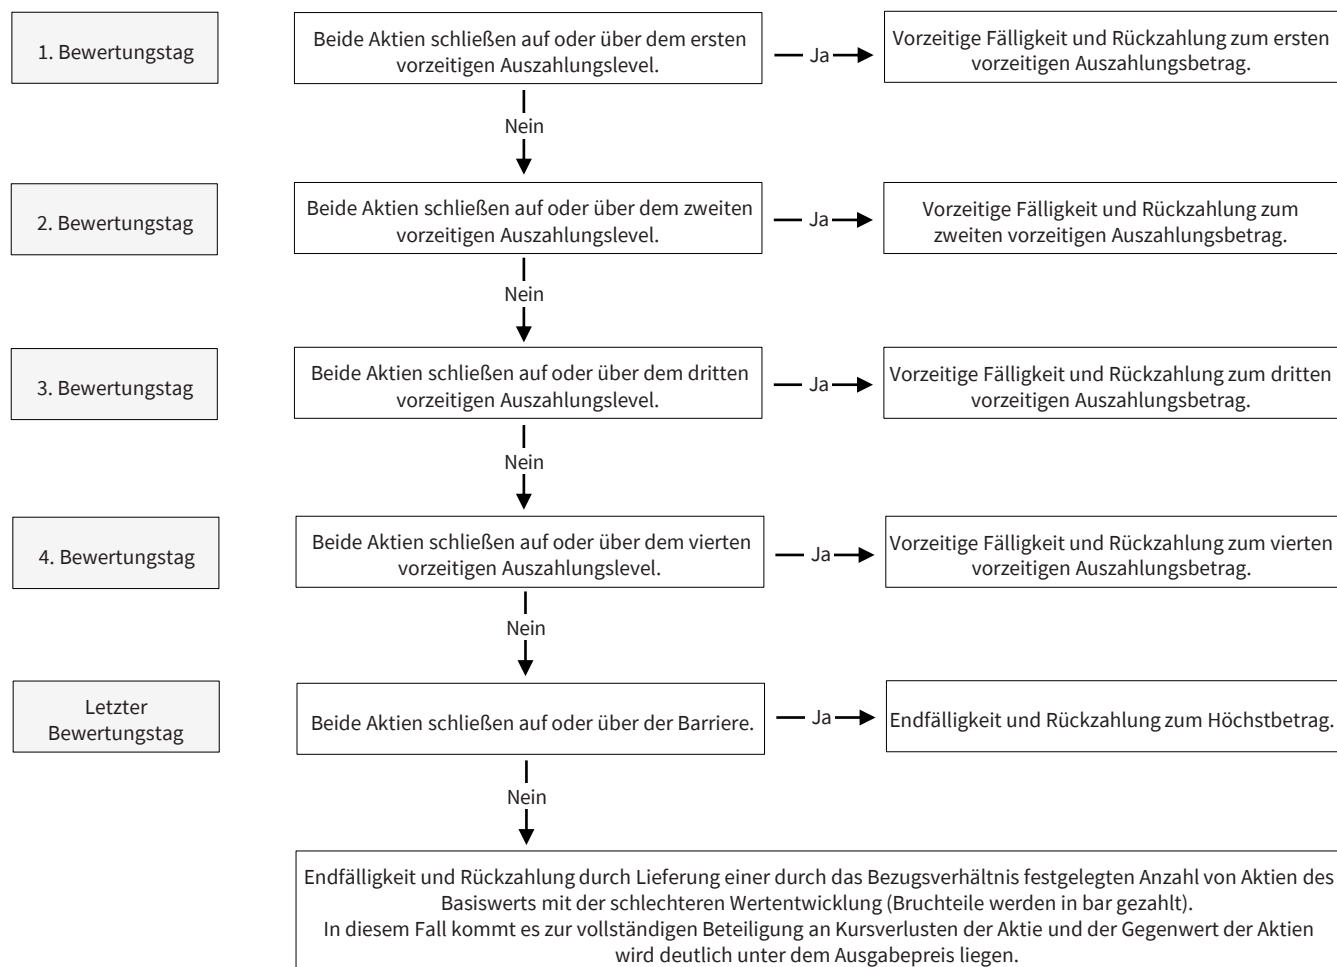 1. Bewertungstag
Beide Aktien schließen auf oder über dem ersten
vorzeitigen Auszahlungslevel.
Ja
Vorzeitige Fälligkeit und Rückzahlung zum ersten
vorzeitigen Auszahlungsbetrag.
Nein
2. Bewertungstag
Beide Aktien schließen auf oder über dem zweiten
vorzeitigen Auszahlungslevel.
Ja
Vorzeitige Fälligkeit und Rückzahlung zum
zweiten vorzeitigen Auszahlungsbetrag.
Nein
3. Bewertungstag
Beide Aktien schließen auf oder über dem dritten
vorzeitigen Auszahlungslevel.
Ja
Vorzeitige Fälligkeit und Rückzahlung zum dritten
vorzeitigen Auszahlungsbetrag.
Nein
4. Bewertungstag
Beide Aktien schließen auf oder über dem vierten
vorzeitigen Auszahlungslevel.
Ja
Vorzeitige Fälligkeit und Rückzahlung zum vierten
vorzeitigen Auszahlungsbetrag.
Nein
Letzter
Bewertungstag
Beide Aktien schließen auf oder über der Barriere.
Ja
Endfälligkeit und Rückzahlung zum Höchstbetrag.
Nein
Endfälligkeit und Rückzahlung durch Lieferung einer durch das Bezugsverhältnis festgelegten Anzahl von Aktien des
Basiswerts mit der schlechteren Wertentwicklung (Bruchteile werden in bar gezahlt).
In diesem Fall kommt es zur vollständigen Beteiligung an Kursverlusten der Aktie und der Gegenwert der Aktien
wird deutlich unter dem Ausgabepreis liegen.